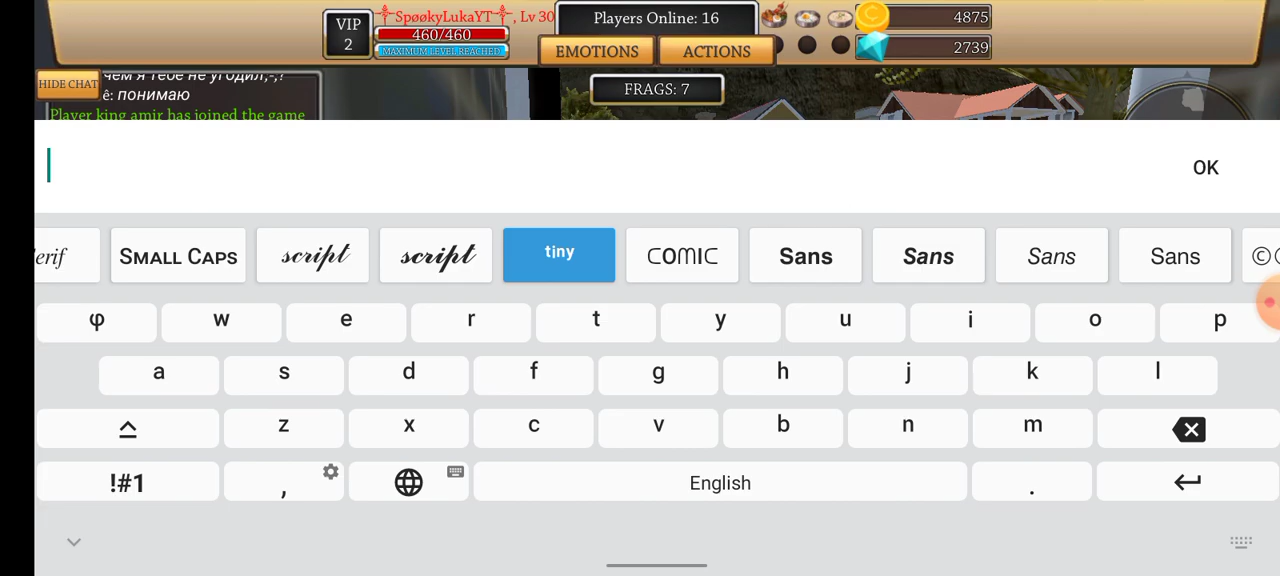 VIP
2
⸸SpøøkyLukaYT⸸, Lv 30
460/460
MAXIMUM LEVEL REACHED
Players Online: 16
EMOTIONS
ACTIONS
4875
2739
HIDE CHAT
чем я тебе не угодил,-,?
ê: понимаю
Player king amir has joined the game
FRAGS: 7
OK
erif
SMALL CAPS
script
script
tiny
COMIC
Sans
Sans
Sans
Sans
φ w e r t y u i o p
a s d f g h j k l
z x c v b n m
!#1 , English .